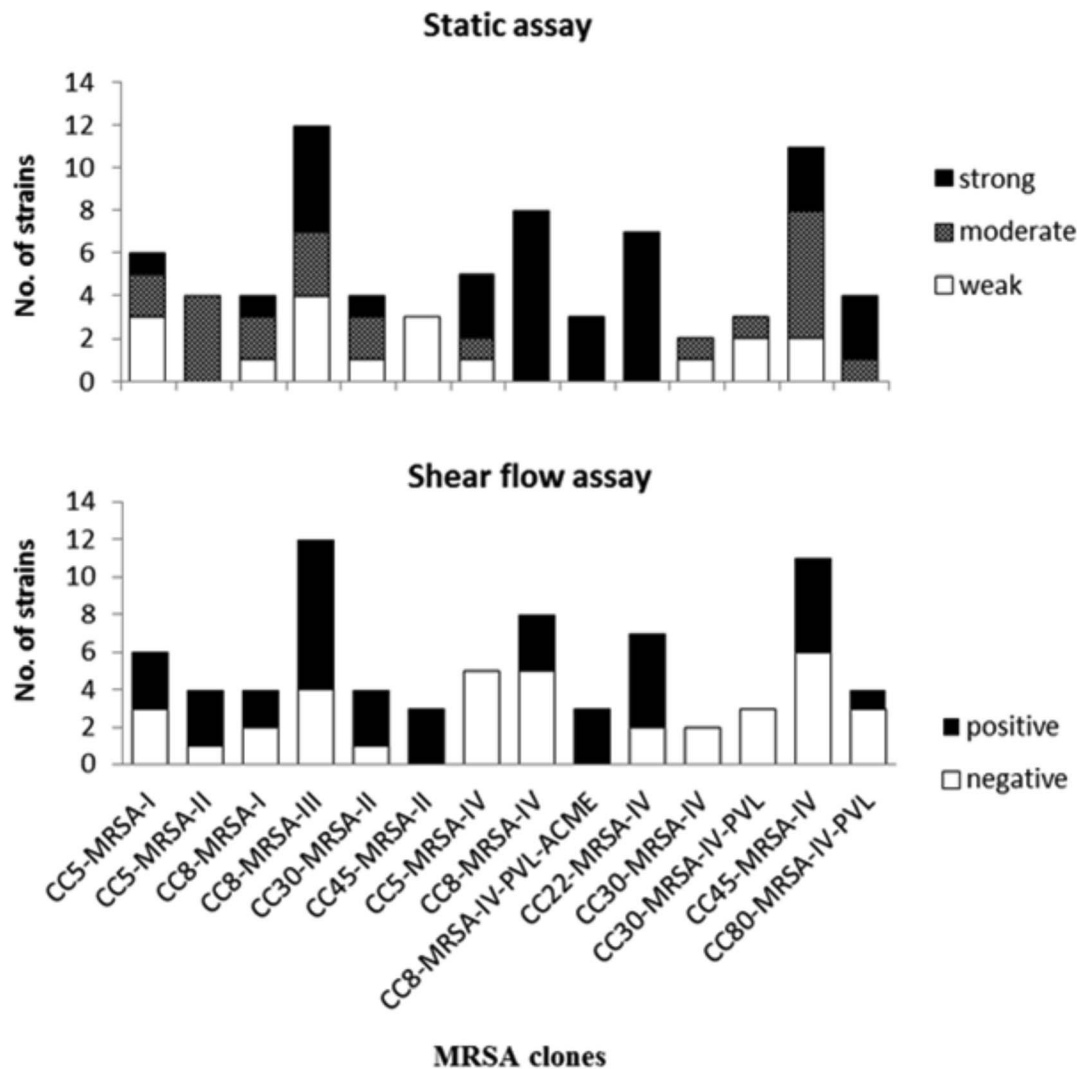 Static assay
No. of strains
14
12
10
8
6
4
2
0
strong
moderate
weak
Shear flow assay
No. of strains
14
12
10
8
6
4
2
0
positive
negative
CC5-MRSA-I
CC5-MRSA-II
CC8-MRSA-I
CC8-MRSA-III
CC30-MRSA-II
CC45-MRSA-II
CC5-MRSA-IV
CC8-MRSA-IV
CC8-MRSA-IV-PVL-ACME
CC22-MRSA-IV
CC30-MRSA-IV
CC30-MRSA-IV-PVL
CC45-MRSA-IV
CC80-MRSA-IV-PVL
MRSA clones